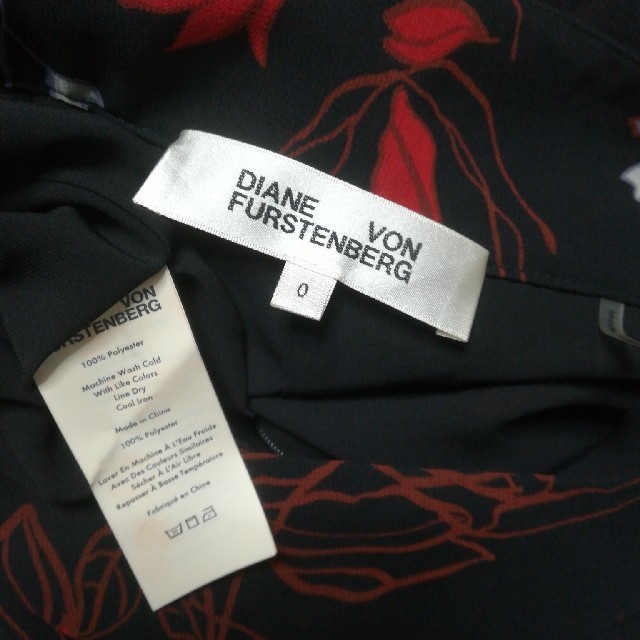 DIANE VON
FURSTENBERG
0
VON
RSTENBERG
100% Polyester
Machine Wash Cold
With Like Colors
Line Dry
Cool Iron
Made in China
100% Polyester
Laver En Machine À L'Eau Froide
Avec Des Couleurs Similaires
Sécher À L'Air Libre
Repasser À Basse Température
Fabriqué en Chine